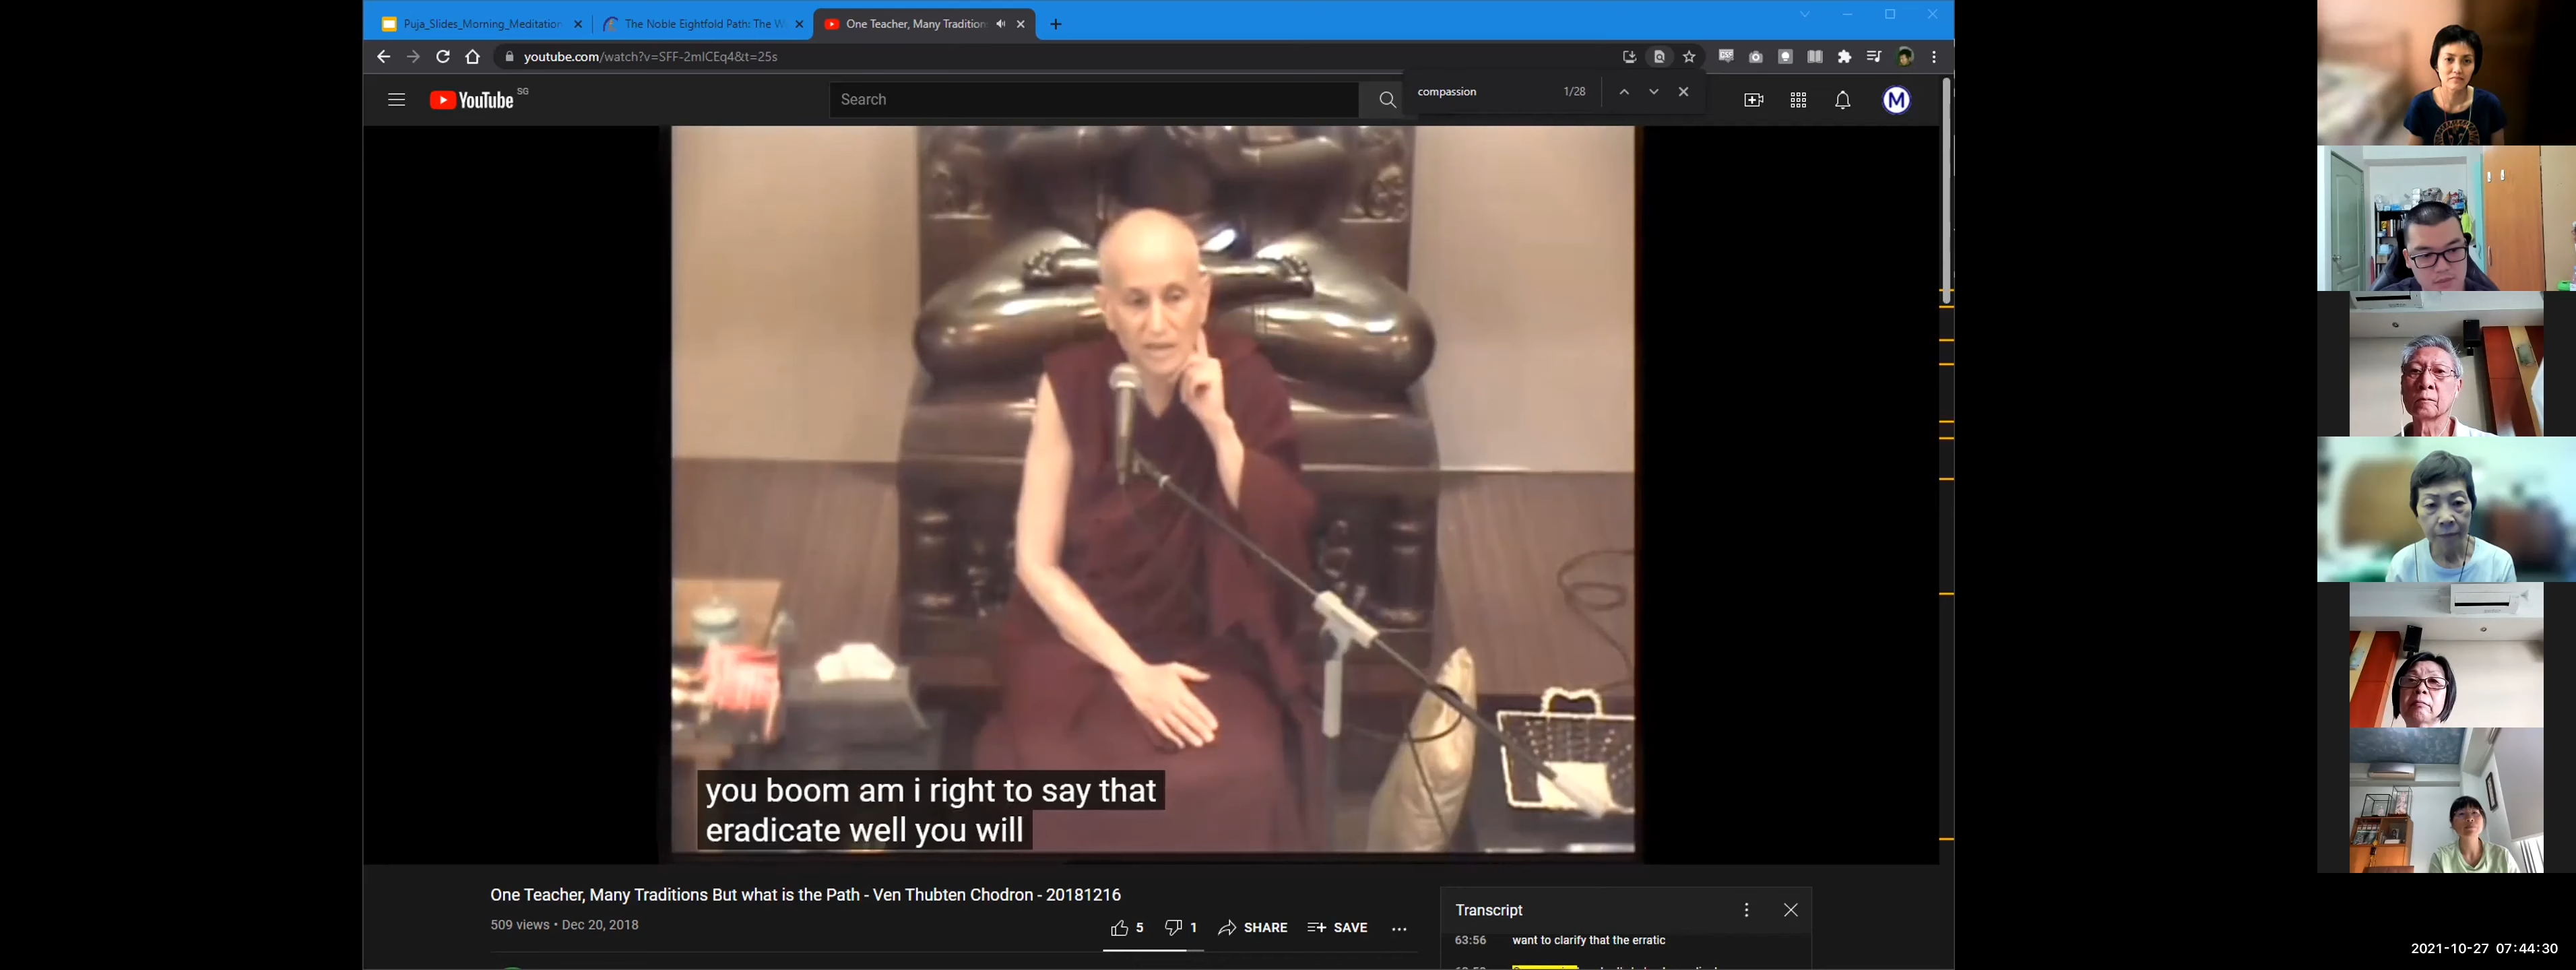 Puja_Slides_Morning_Meditation
The Noble Eightfold Path: The W
One Teacher, Many Tradition
youtube.com/watch?v=SFF-2mICEq4&t=25s
YouTube SG
Search
compassion 1/28
M
you boom am i right to say that
eradicate well you will
One Teacher, Many Traditions But what is the Path - Ven Thubten Chodron - 20181216
509 views • Dec 20, 2018
5 1 SHARE SAVE
Transcript
63:56 want to clarify that the erratic
2021-10-27 07:44:30